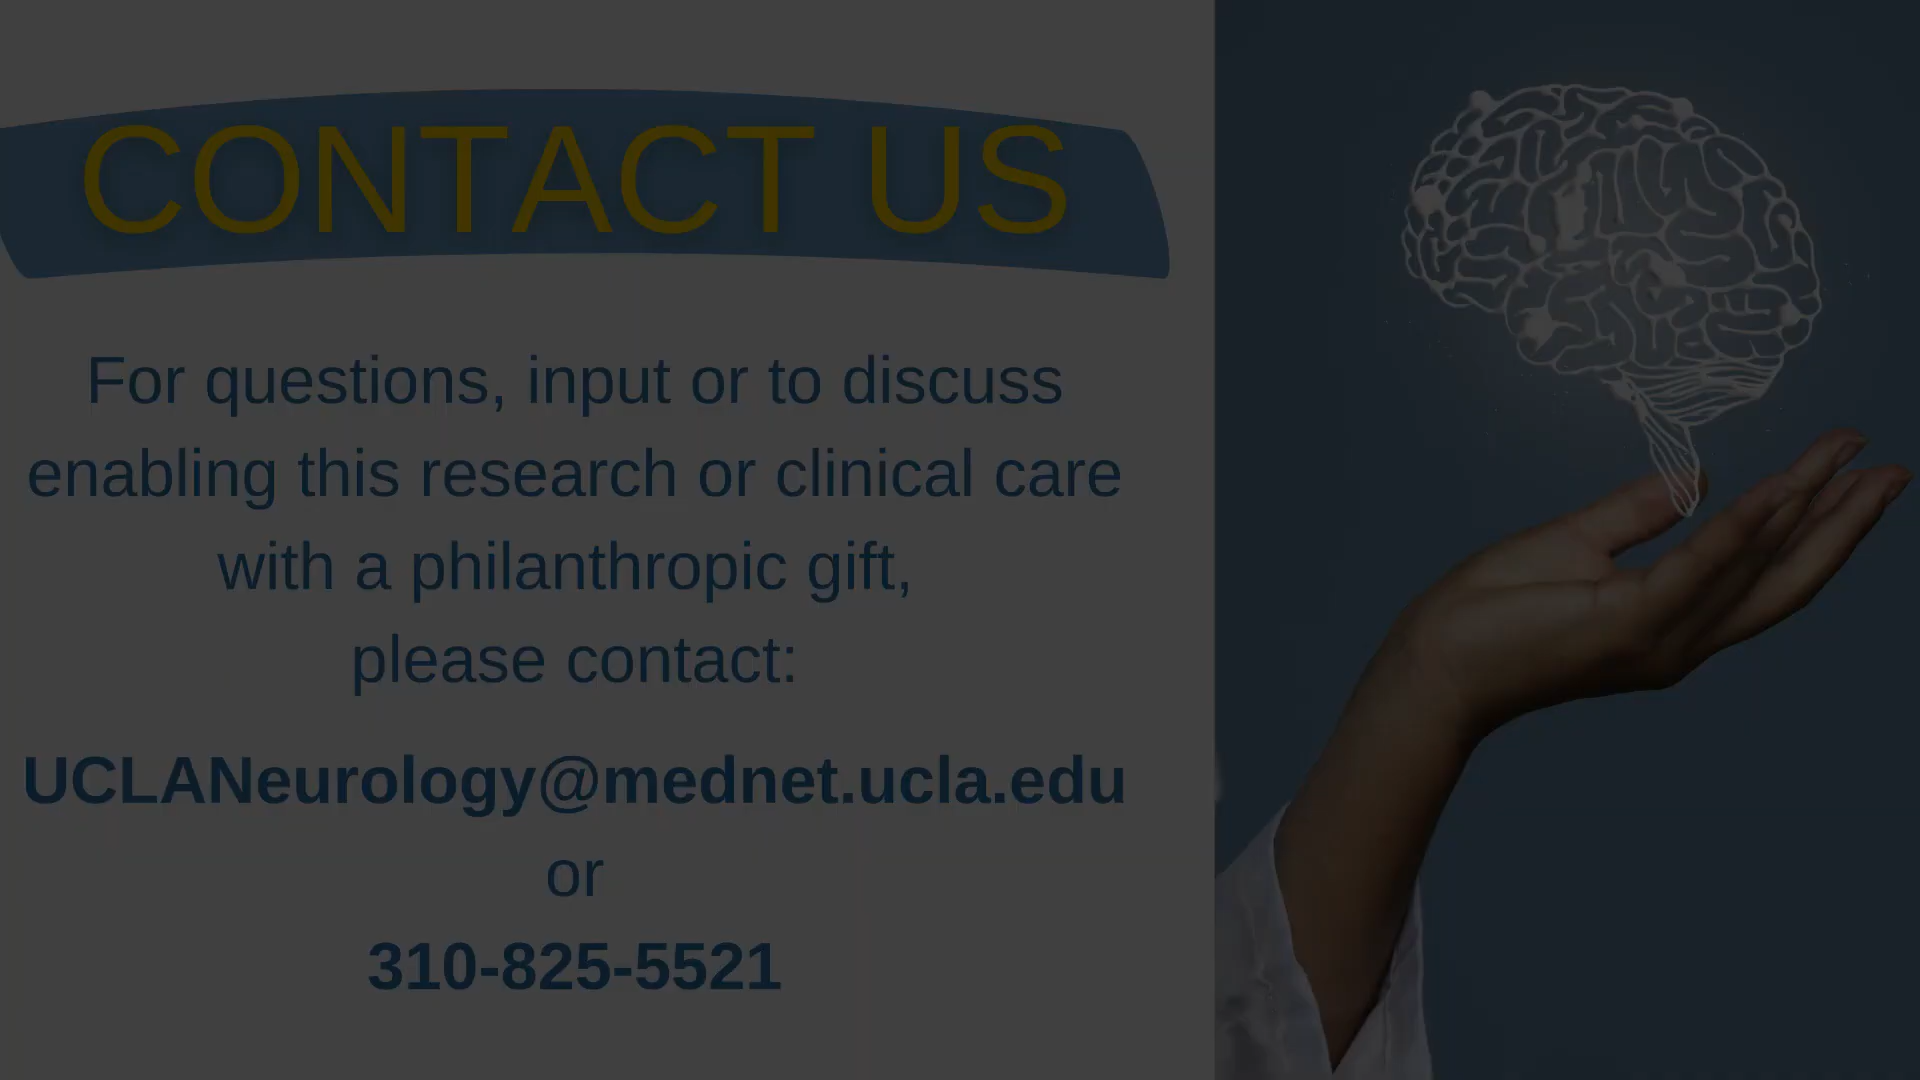 CONTACT US
For questions, input or to discuss
enabling this research or clinical care
with a philanthropic gift,
please contact:
UCLANeurology@mednet.ucla.edu
or
310-825-5521